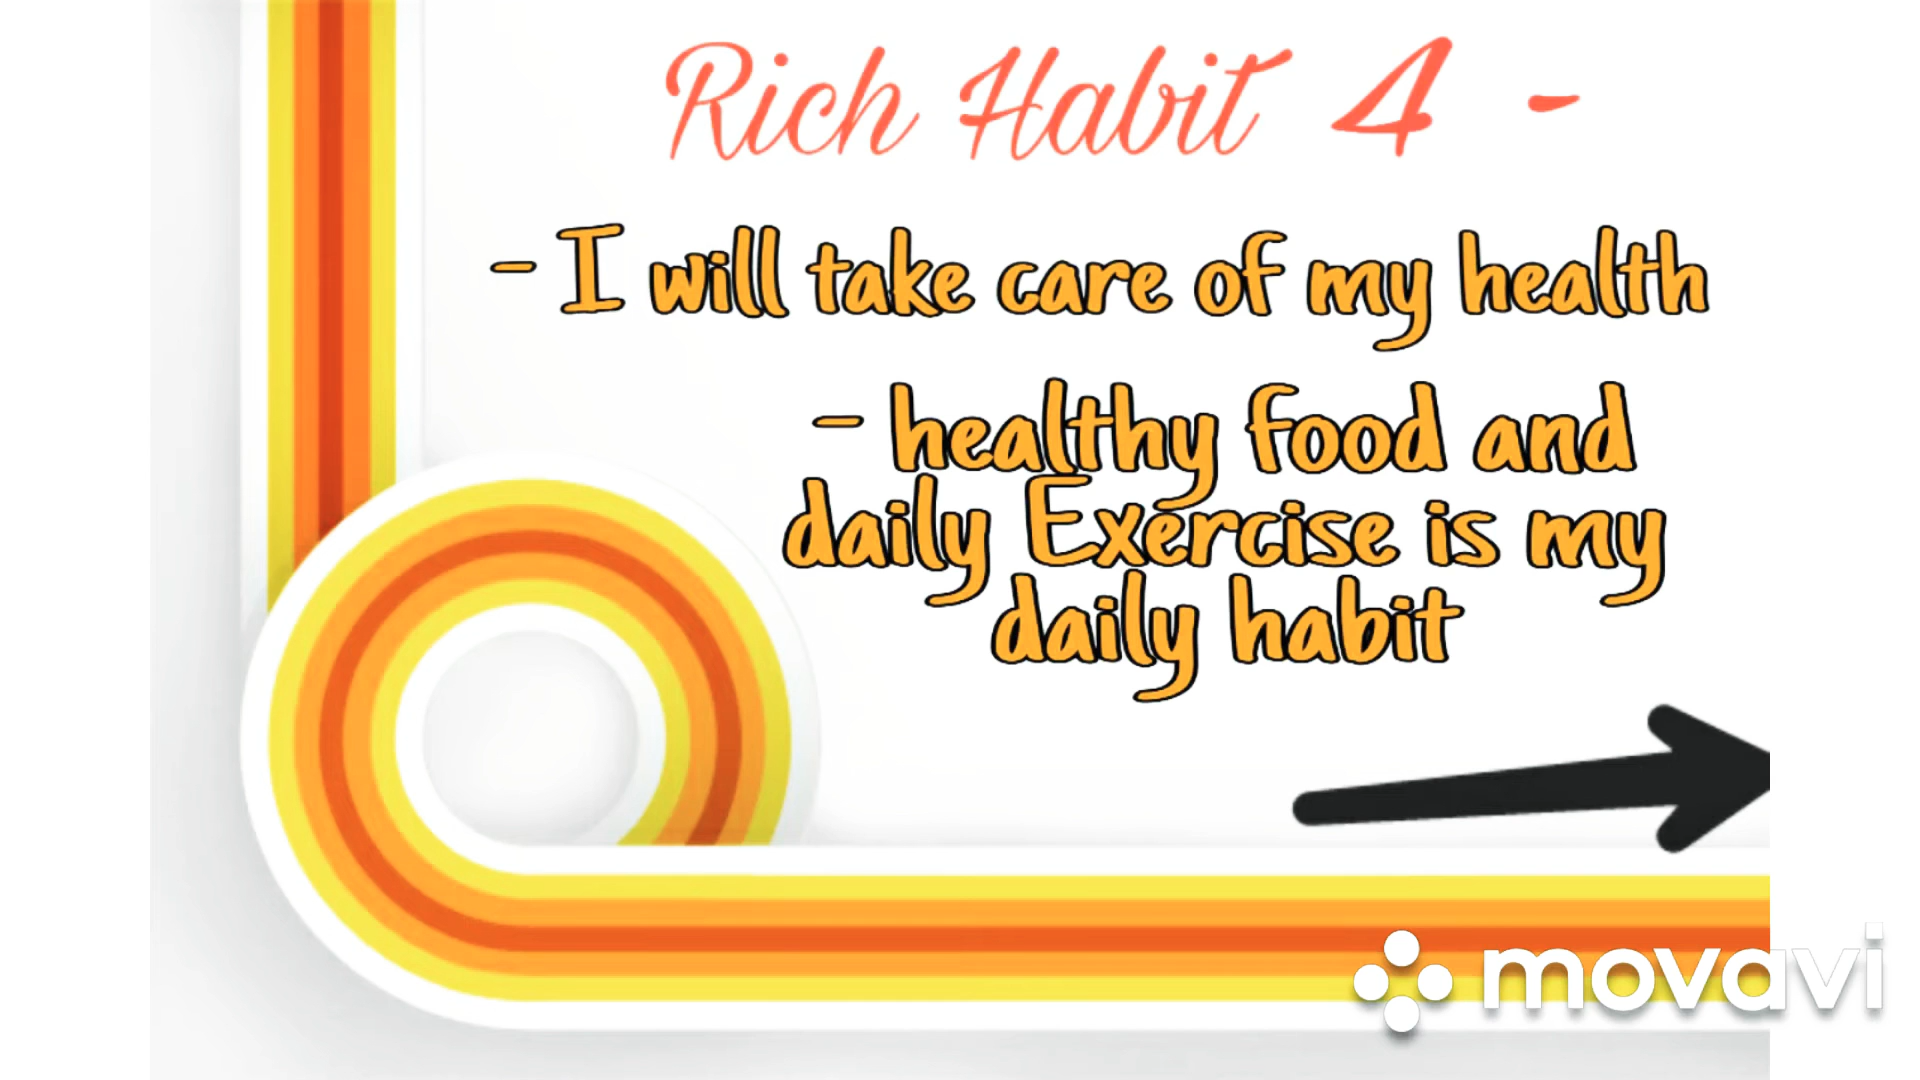 Rich Habit 4 -
- I will take care of my health
- healthy food and
daily Exercise is my
daily habit
movavi